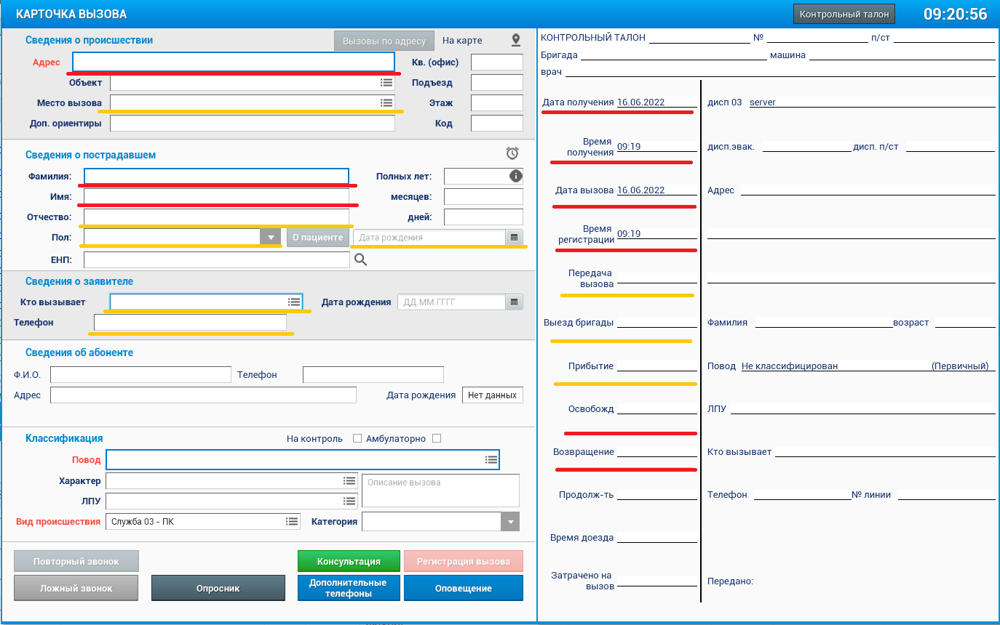 КАРТОЧКА ВЫЗОВА
Контрольный талон
09:20:56
Сведения о происшествии
Вызовы по адресу
На карте
Адрес
Кв. (офис)
Объект
Подъезд
Место вызова
Этаж
Доп. ориентиры
Код
Сведения о пострадавшем
Фамилия:
Полных лет:
Имя:
месяцев:
Отчество:
дней:
Пол:
О пациенте
Дата рождения
ЕНП:
Сведения о заявителе
Кто вызывает
Дата рождения
ДД.ММ.ГГГГ
Телефон
Сведения об абоненте
Ф.И.О.
Телефон
Адрес
Дата рождения
Нет данных
Классификация
На контроль
Амбулаторно
Повод
Характер
Описание вызова
ЛПУ
Вид происшествия
Служба 03 - ПК
Категория
Повторный звонок
Консультация
Регистрация вызова
Ложный звонок
Опросник
Дополнительные
телефоны
Оповещение
КОНТРОЛЬНЫЙ ТАЛОН
№
п/ст
Бригада
машина
врач
Дата получения 16.06.2022
дисп 03 server
Время
получения 09:19
дисп.эвак.
дисп. п/ст
Дата вызова 16.06.2022
Адрес
Время
регистрации 09:19
Передача
вызова
Выезд бригады
Фамилия
возраст
Прибытие
Повод Не классифицирован (Первичный)
Освобожд
ЛПУ
Возвращение
Кто вызывает
Продолж-ть
Телефон
№ линии
Время доезда
Затрачено на
вызов
Передано: